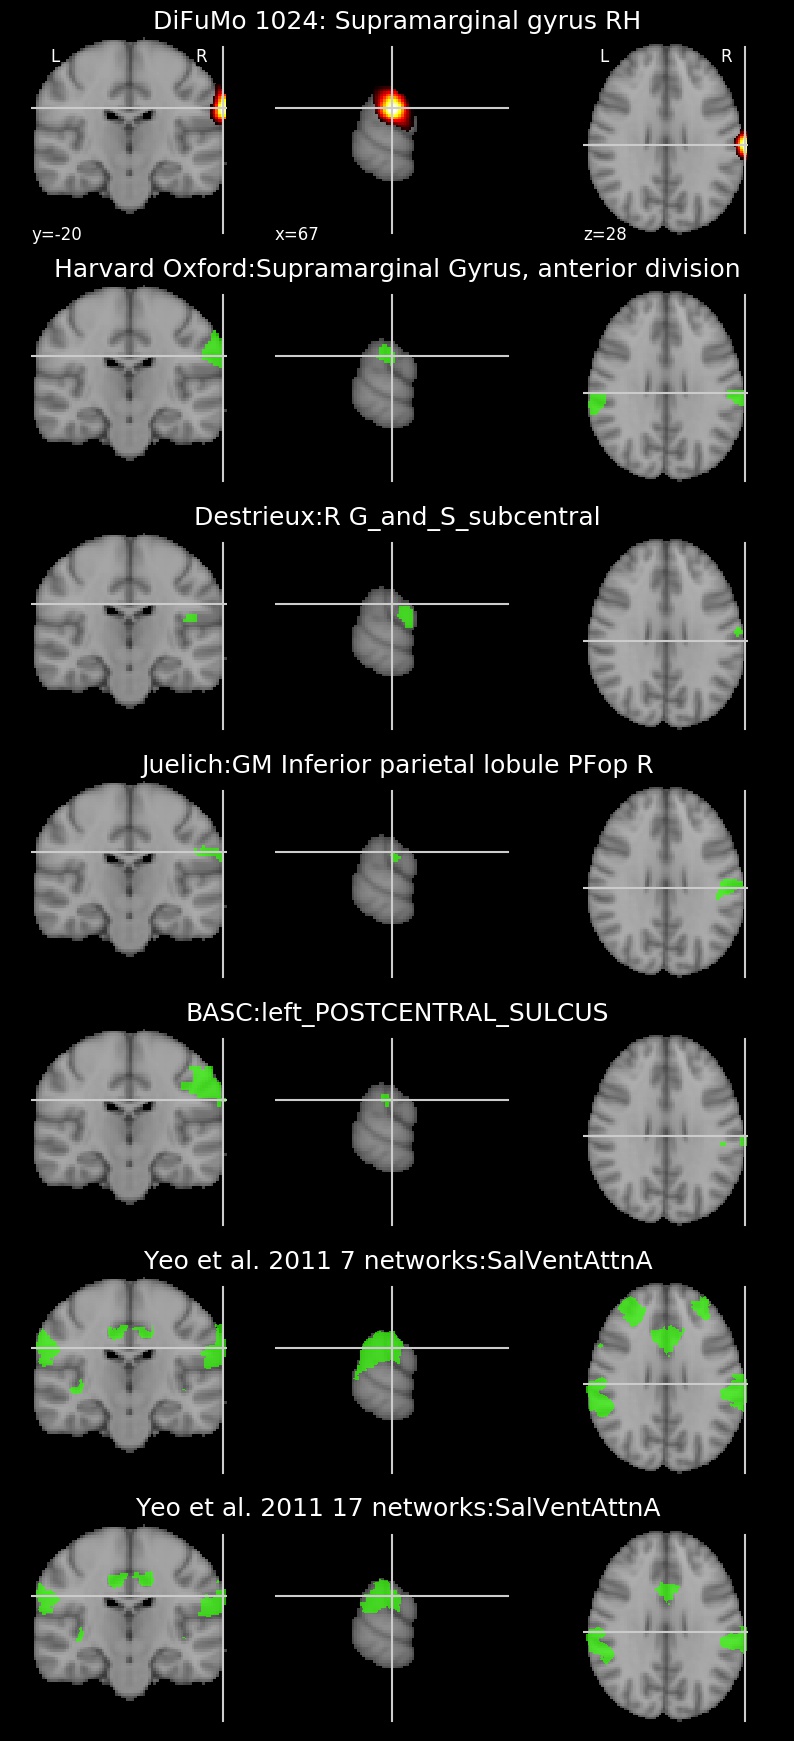 DiFuMo 1024: Supramarginal gyrus RH
L R L R
y=-20 x=67 z=28
Harvard Oxford:Supramarginal Gyrus, anterior division
Destrieux:R G_and_S_subcentral
Juelich:GM Inferior parietal lobule PFop R
BASC:left_POSTCENTRAL_SULCUS
Yeo et al. 2011 7 networks:SalVentAttnA
Yeo et al. 2011 17 networks:SalVentAttnA